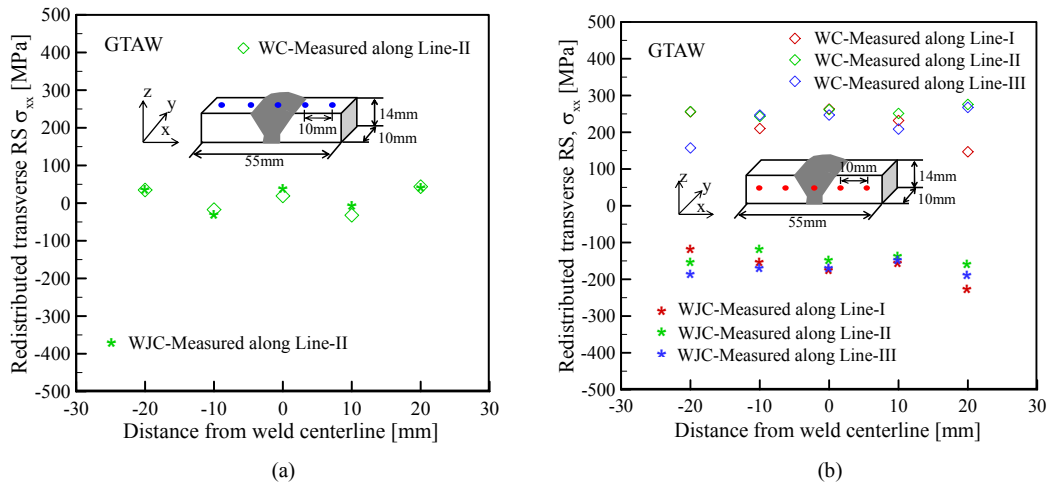 500
400
300
200
100
0
-100
-200
-300
-400
-500
Redistributed transverse RS σxx [MPa]
GTAW
WC-Measured along Line-II
z
y
x
14mm
10mm
10mm
55mm
WJC-Measured along Line-II
-30 -20 -10 0 10 20 30
Distance from weld centerline [mm]
(a)
500
400
300
200
100
0
-100
-200
-300
-400
-500
Redistributed transverse RS, σxx [MPa]
GTAW
WC-Measured along Line-I
WC-Measured along Line-II
WC-Measured along Line-III
z
y
x
10mm
14mm
10mm
55mm
WJC-Measured along Line-I
WJC-Measured along Line-II
WJC-Measured along Line-III
-30 -20 -10 0 10 20 30
Distance from weld centerline [mm]
(b)